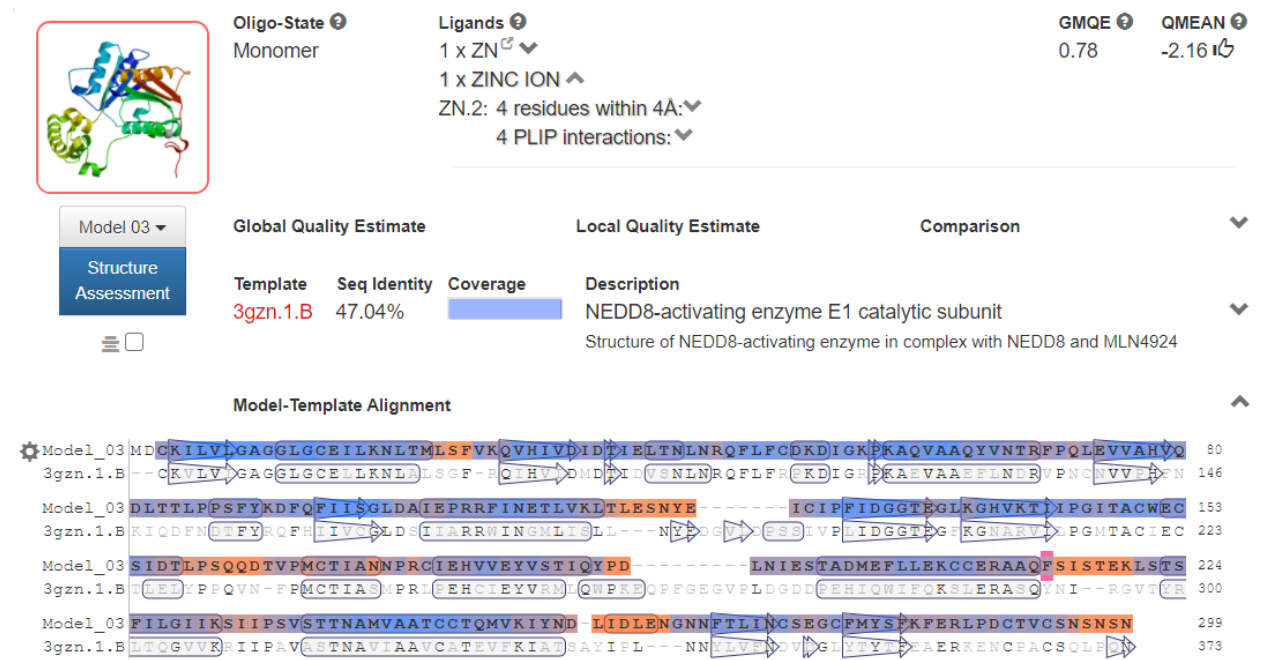 Oligo-State Ligands GMQE QMEAN
Monomer 1 x ZN 0.78 -2.16
1 x ZINC ION
ZN.2: 4 residues within 4Å:
4 PLIP interactions:
Model 03
Structure
Assessment
Global Quality Estimate Local Quality Estimate Comparison
Template Seq Identity Coverage Description
3gzn.1.B 47.04% NEDD8-activating enzyme E1 catalytic subunit
Structure of NEDD8-activating enzyme in complex with NEDD8 and MLN4924
Model-Template Alignment
Model_03 MDCKILVLGAGGLGCEILKNLTMLSFVKQVHIVDIDTIELTNLNRQFLFCDKDIGKPKAQVAAQYVNTRFPQLEVVAHVQ 80
3gzn.1.B --CKVLVIGAGGLGCELLKNLALSGF-RQIHVIDMDTIDVSNLNRQFLFRPKDIGRPKAEVAAEFLNDRVPNCNVVPHFN 146
Model_03 DLTTLPPSFYKDFQFIISGLDAIEPRRFINETLVKLTLESNYE-------ICIPFIDGGTEGLKGHVKTIIPGITACWEC 153
3gzn.1.B KIQDFNDTFYRQFHIIVCGLDSIIARRWINGMLISLL---NYEDGVLDPSSIVPLIDGGTEGFKGNARVILPGMTACIEC 223
Model_03 SIDTLPSQQDTVPMCTIANNPRCIEHVVEYVSTIQYPD--------LNIESTADMEFLLEKCCERAAQFSISTEKLSTS 224
3gzn.1.B TLELYPPQVN-FPMCTIASMPRLPEHCIEYVRMLQWPKEQPFGEGVPLDGDDPEHIQWIFQKSLERASQYNI--RGVTYR 300
Model_03 FILGIIKSIIPSVSTTNAMVAATCCTQMVKIYND-LIDLENGNNFTLINCSEGCFMYSFKFERLPDCTVCSNSNSN 299
3gzn.1.B LTQGVVKRIIPAVASTNAVIAAVCATEVFKIATSAYIPL---NNYLVFNDVDGLYTYTFEAERKENCPACSQLPQN 373